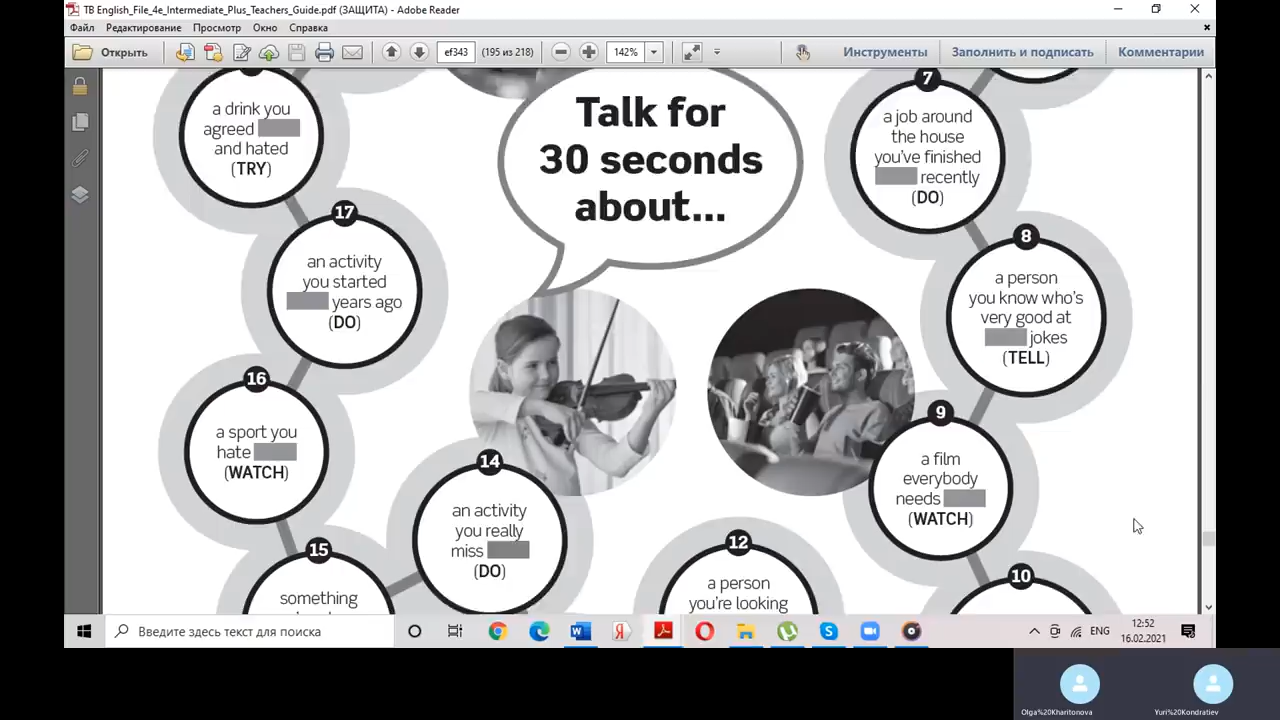 TB English_File_4e_Intermediate_Plus_Teachers_Guide.pdf (ЗАЩИТА) - Adobe Reader
Файл Редактирование Просмотр Окно Справка
Открыть
ef343
(195 из 218)
142%
Инструменты
Заполнить и подписать
Комментарии
Talk for
30 seconds
about...
7
a job around
the house
you've finished
recently
(DO)
8
a person
you know who's
very good at
jokes
(TELL)
9
a film
everybody
needs
(WATCH)
10
12
a person
you're looking
14
an activity
you really
miss
(DO)
15
something
16
a sport you
hate
(WATCH)
17
an activity
you started
years ago
(DO)
a drink you
agreed
and hated
(TRY)
Введите здесь текст для поиска
ENG
12:52
16.02.2021
Olga%20Kharitonova
Yuri%20Kondratiev